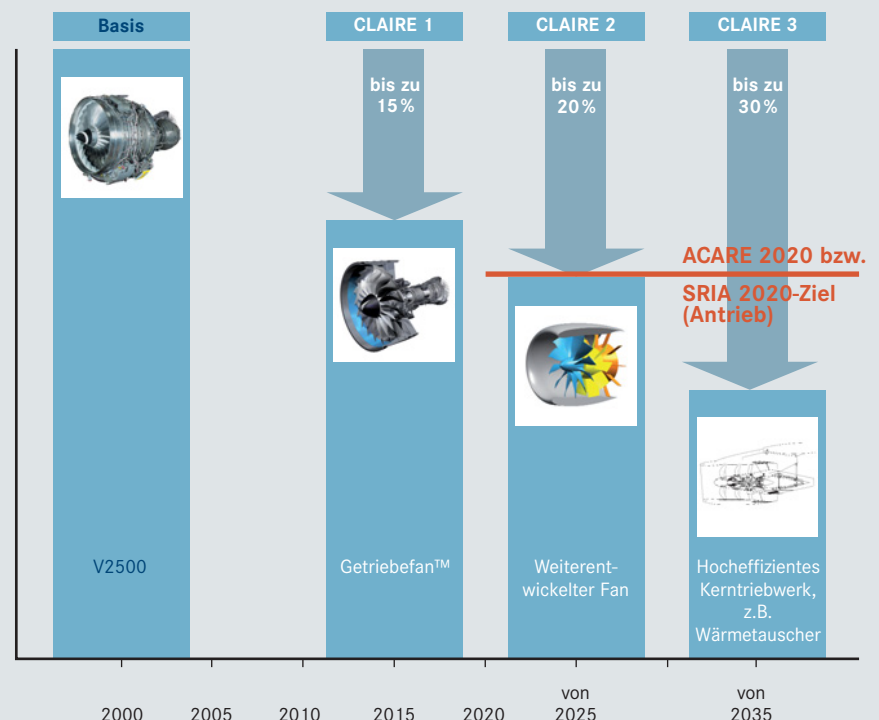 Basis
CLAIRE 1
CLAIRE 2
CLAIRE 3
bis zu
15 %
bis zu
20 %
bis zu
30 %
ACARE 2020 bzw.
SRIA 2020-Ziel
(Antrieb)
V2500
Getriebefan™
Weiterent-
wickelter Fan
Hocheffizientes
Kerntriebwerk,
z.B.
Wärmetauscher
2000
2005
2010
2015
2020
von
2025
von
2035